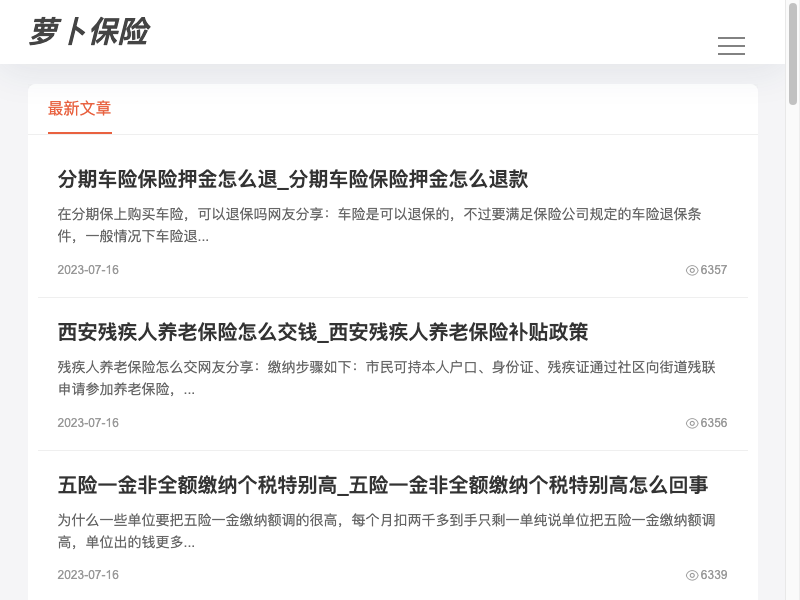 萝卜保险
最新文章
分期车险保险押金怎么退_分期车险保险押金怎么退款
在分期保上购买车险，可以退保吗网友分享：车险是可以退保的，不过要满足保险公司规定的车险退保条
件，一般情况下车险退...
2023-07-16
6357
西安残疾人养老保险怎么交钱_西安残疾人养老保险补贴政策
残疾人养老保险怎么交网友分享：缴纳步骤如下：市民可持本人户口、身份证、残疾证通过社区向街道残联
申请参加养老保险，...
2023-07-16
6356
五险一金非全额缴纳个税特别高_五险一金非全额缴纳个税特别高怎么回事
为什么一些单位要把五险一金缴纳额调的很高，每个月扣两千多到手只剩一单纯说单位把五险一金缴纳额调
高，单位出的钱更多...
2023-07-16
6339